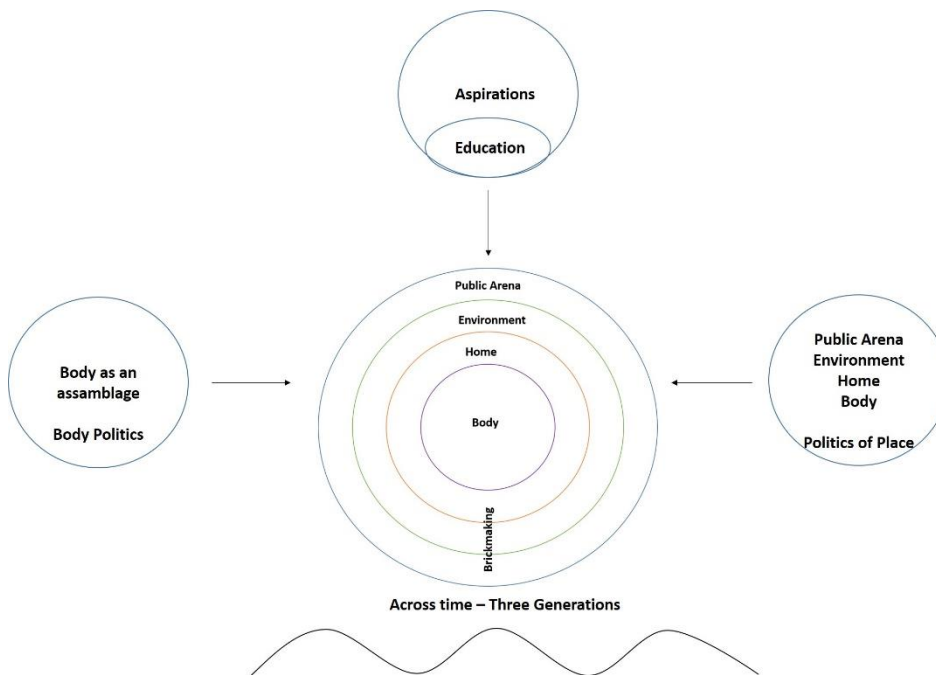 Aspirations
Education
Public Arena
Environment
Home
Body
Brickmaking
Body as an
assemblage
Body Politics
Public Arena
Environment
Home
Body
Politics of Place
Across time – Three Generations